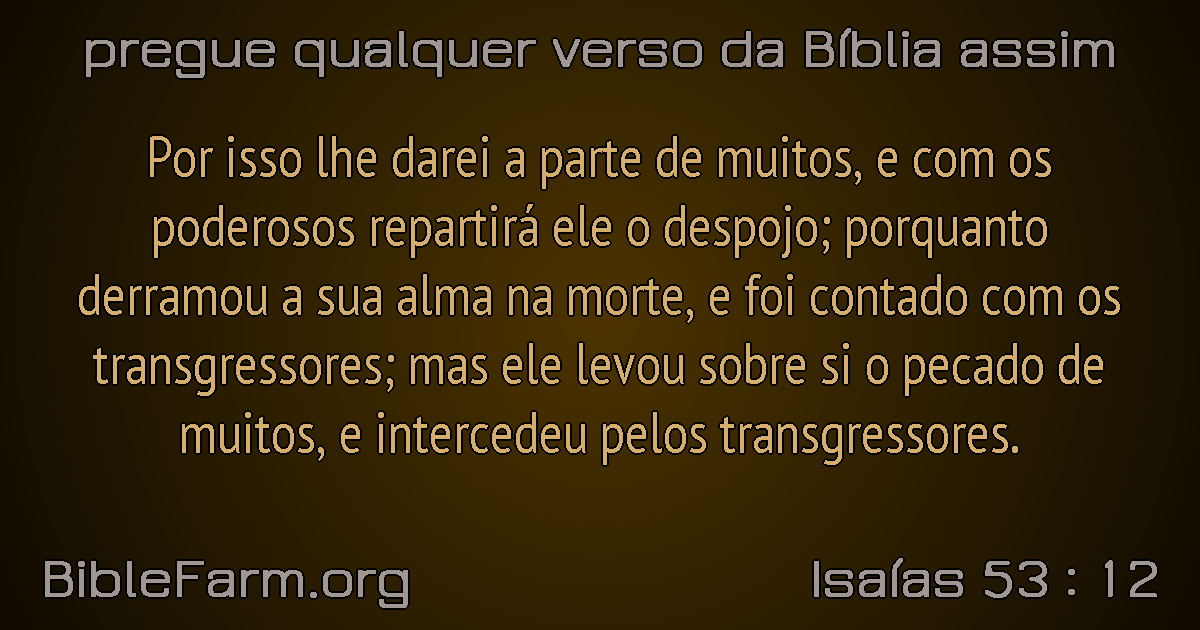 pregue qualquer verso da Bíblia assim
Por isso lhe darei a parte de muitos, e com os
poderosos repartirá ele o despojo; porquanto
derramou a sua alma na morte, e foi contado com os
transgressores; mas ele levou sobre si o pecado de
muitos, e intercedeu pelos transgressores.
BibleFarm.org
Isaías 53 : 12